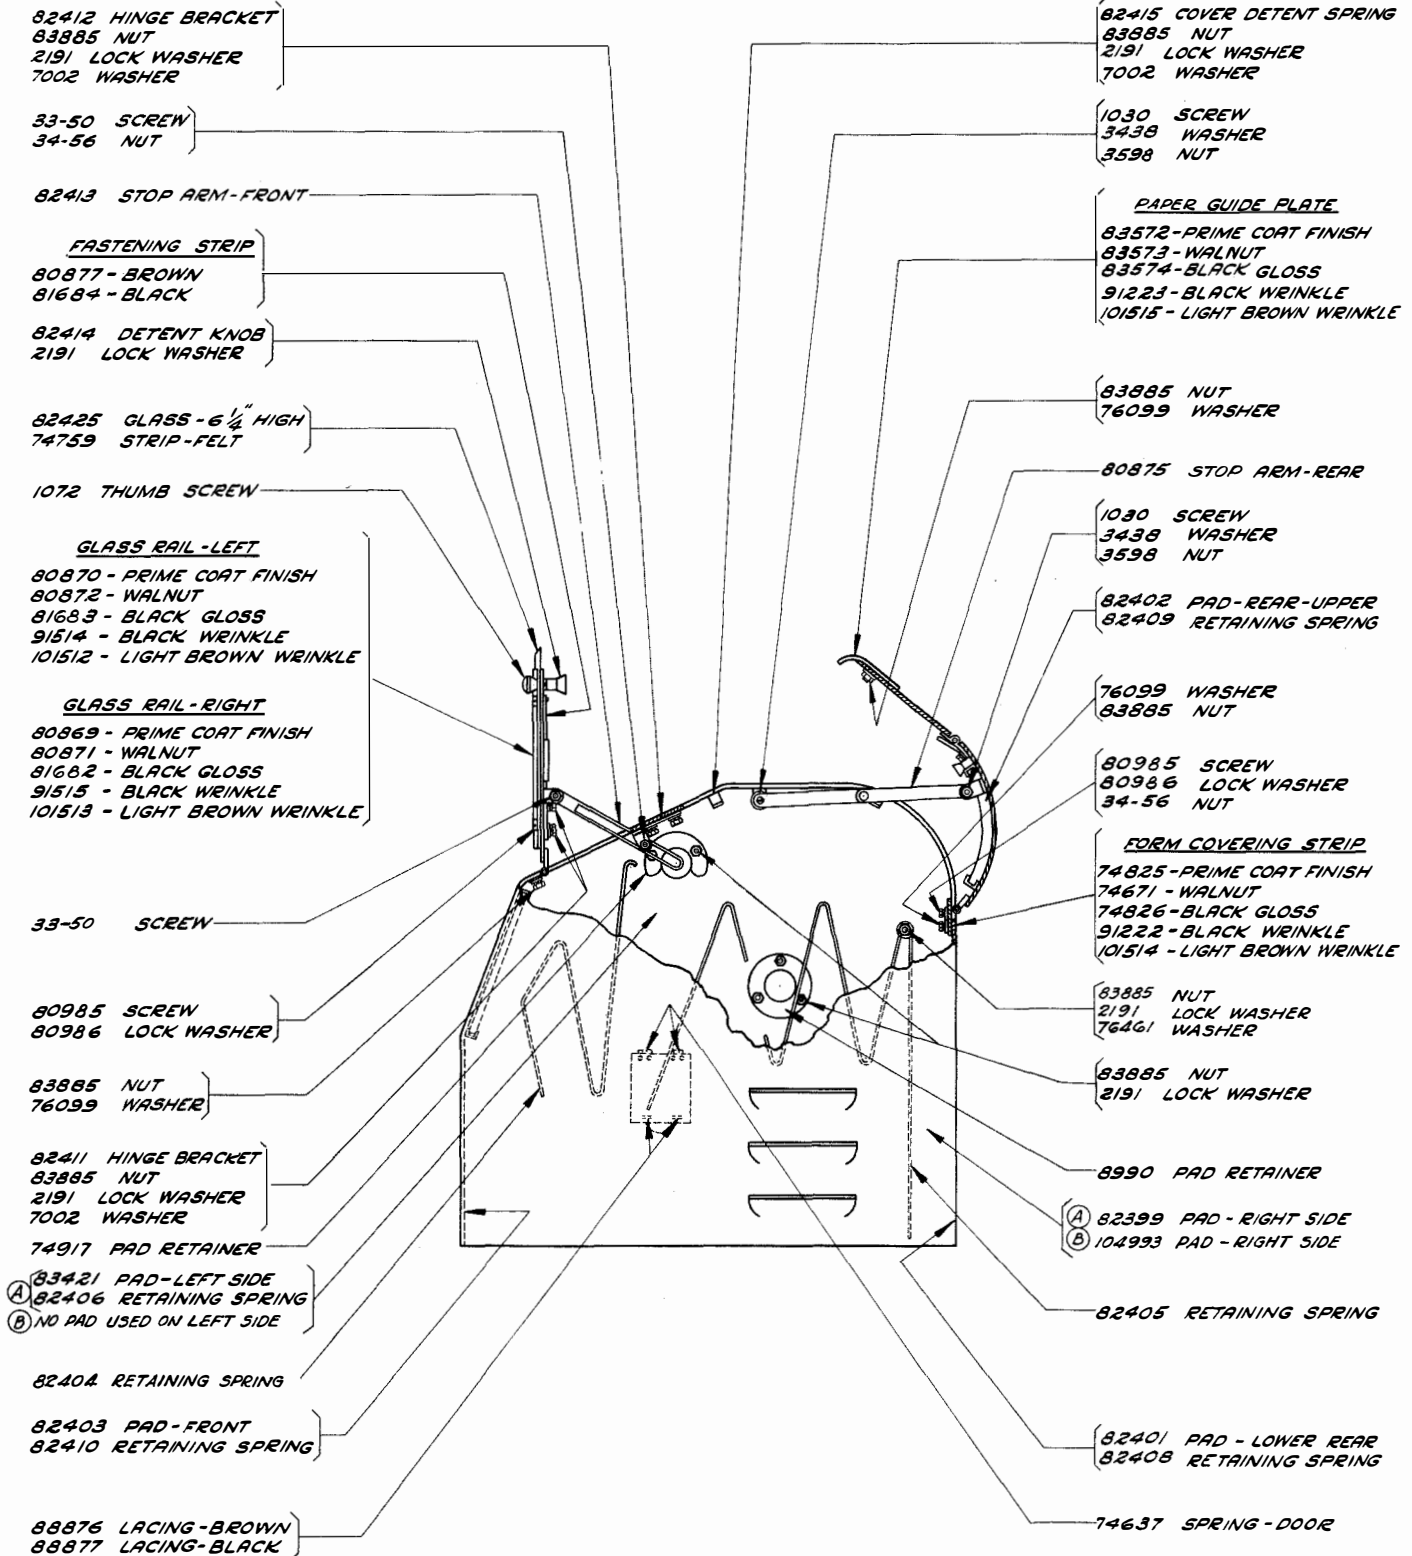 82412 HINGE BRACKET
83885 NUT
2191 LOCK WASHER
7002 WASHER
33-50 SCREW
34-56 NUT
82413 STOP ARM-FRONT
FASTENING STRIP
80877-BROWN
81684-BLACK
82414 DETENT KNOB
2191 LOCK WASHER
82425 GLASS-6 1/4" HIGH
74759 STRIP-FELT
1072 THUMB SCREW
GLASS RAIL-LEFT
80870-PRIME COAT FINISH
80872-WALNUT
81683-BLACK GLOSS
91514-BLACK WRINKLE
101512-LIGHT BROWN WRINKLE
GLASS RAIL-RIGHT
80869-PRIME COAT FINISH
80871-WALNUT
81682-BLACK GLOSS
91515-BLACK WRINKLE
101513-LIGHT BROWN WRINKLE
33-50 SCREW
80985 SCREW
80986 LOCK WASHER
83885 NUT
76099 WASHER
82411 HINGE BRACKET
83885 NUT
2191 LOCK WASHER
7002 WASHER
74917 PAD RETAINER
A 83421 PAD-LEFT SIDE
82406 RETAINING SPRING
B NO PAD USED ON LEFT SIDE
82404 RETAINING SPRING
82403 PAD-FRONT
82410 RETAINING SPRING
88876 LACING-BROWN
88877 LACING-BLACK
82415 COVER DETENT SPRING
83885 NUT
2191 LOCK WASHER
7002 WASHER
1030 SCREW
3438 WASHER
3598 NUT
PAPER GUIDE PLATE
83572-PRIME COAT FINISH
83573-WALNUT
83574-BLACK GLOSS
91223-BLACK WRINKLE
101515-LIGHT BROWN WRINKLE
83885 NUT
76099 WASHER
80875 STOP ARM-REAR
1030 SCREW
3438 WASHER
3598 NUT
82402 PAD-REAR-UPPER
82409 RETAINING SPRING
76099 WASHER
83885 NUT
80985 SCREW
80986 LOCK WASHER
34-56 NUT
FORM COVERING STRIP
74825-PRIME COAT FINISH
74671-WALNUT
74826-BLACK GLOSS
91222-BLACK WRINKLE
101514-LIGHT BROWN WRINKLE
83885 NUT
2191 LOCK WASHER
76461 WASHER
83885 NUT
2191 LOCK WASHER
8990 PAD RETAINER
A 82399 PAD-RIGHT SIDE
B 104993 PAD-RIGHT SIDE
82405 RETAINING SPRING
82401 PAD-LOWER REAR
82408 RETAINING SPRING
74637 SPRING-DOOR